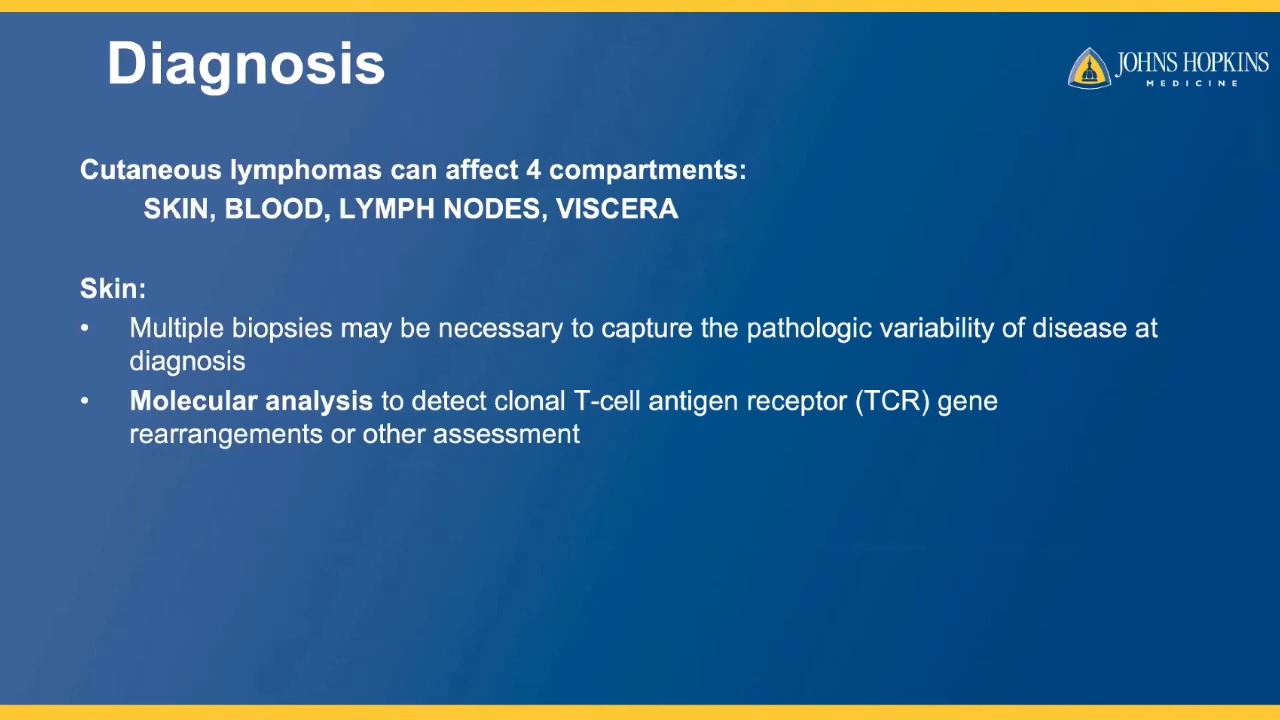 Diagnosis
JOHNS HOPKINS
MEDICINE
Cutaneous lymphomas can affect 4 compartments:
SKIN, BLOOD, LYMPH NODES, VISCERA
Skin:
• Multiple biopsies may be necessary to capture the pathologic variability of disease at
diagnosis
• Molecular analysis to detect clonal T-cell antigen receptor (TCR) gene
rearrangements or other assessment